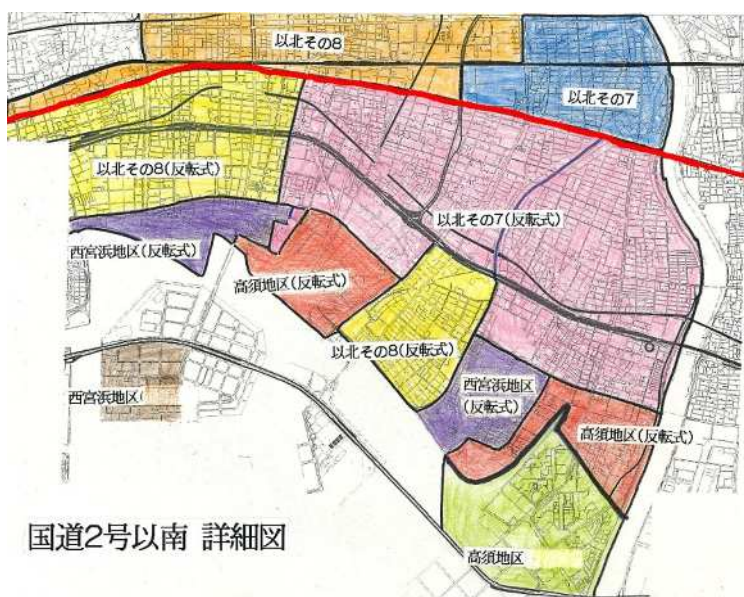 以北その8
以北その7
以北その8(反転式)
以北その7(反転式)
西宮浜地区(反転式)
高須地区(反転式)
以北その8(反転式)
西宮浜地区(
西宮浜地区
(反転式)
高須地区(反転式)
高須地区
国道2号以南 詳細図